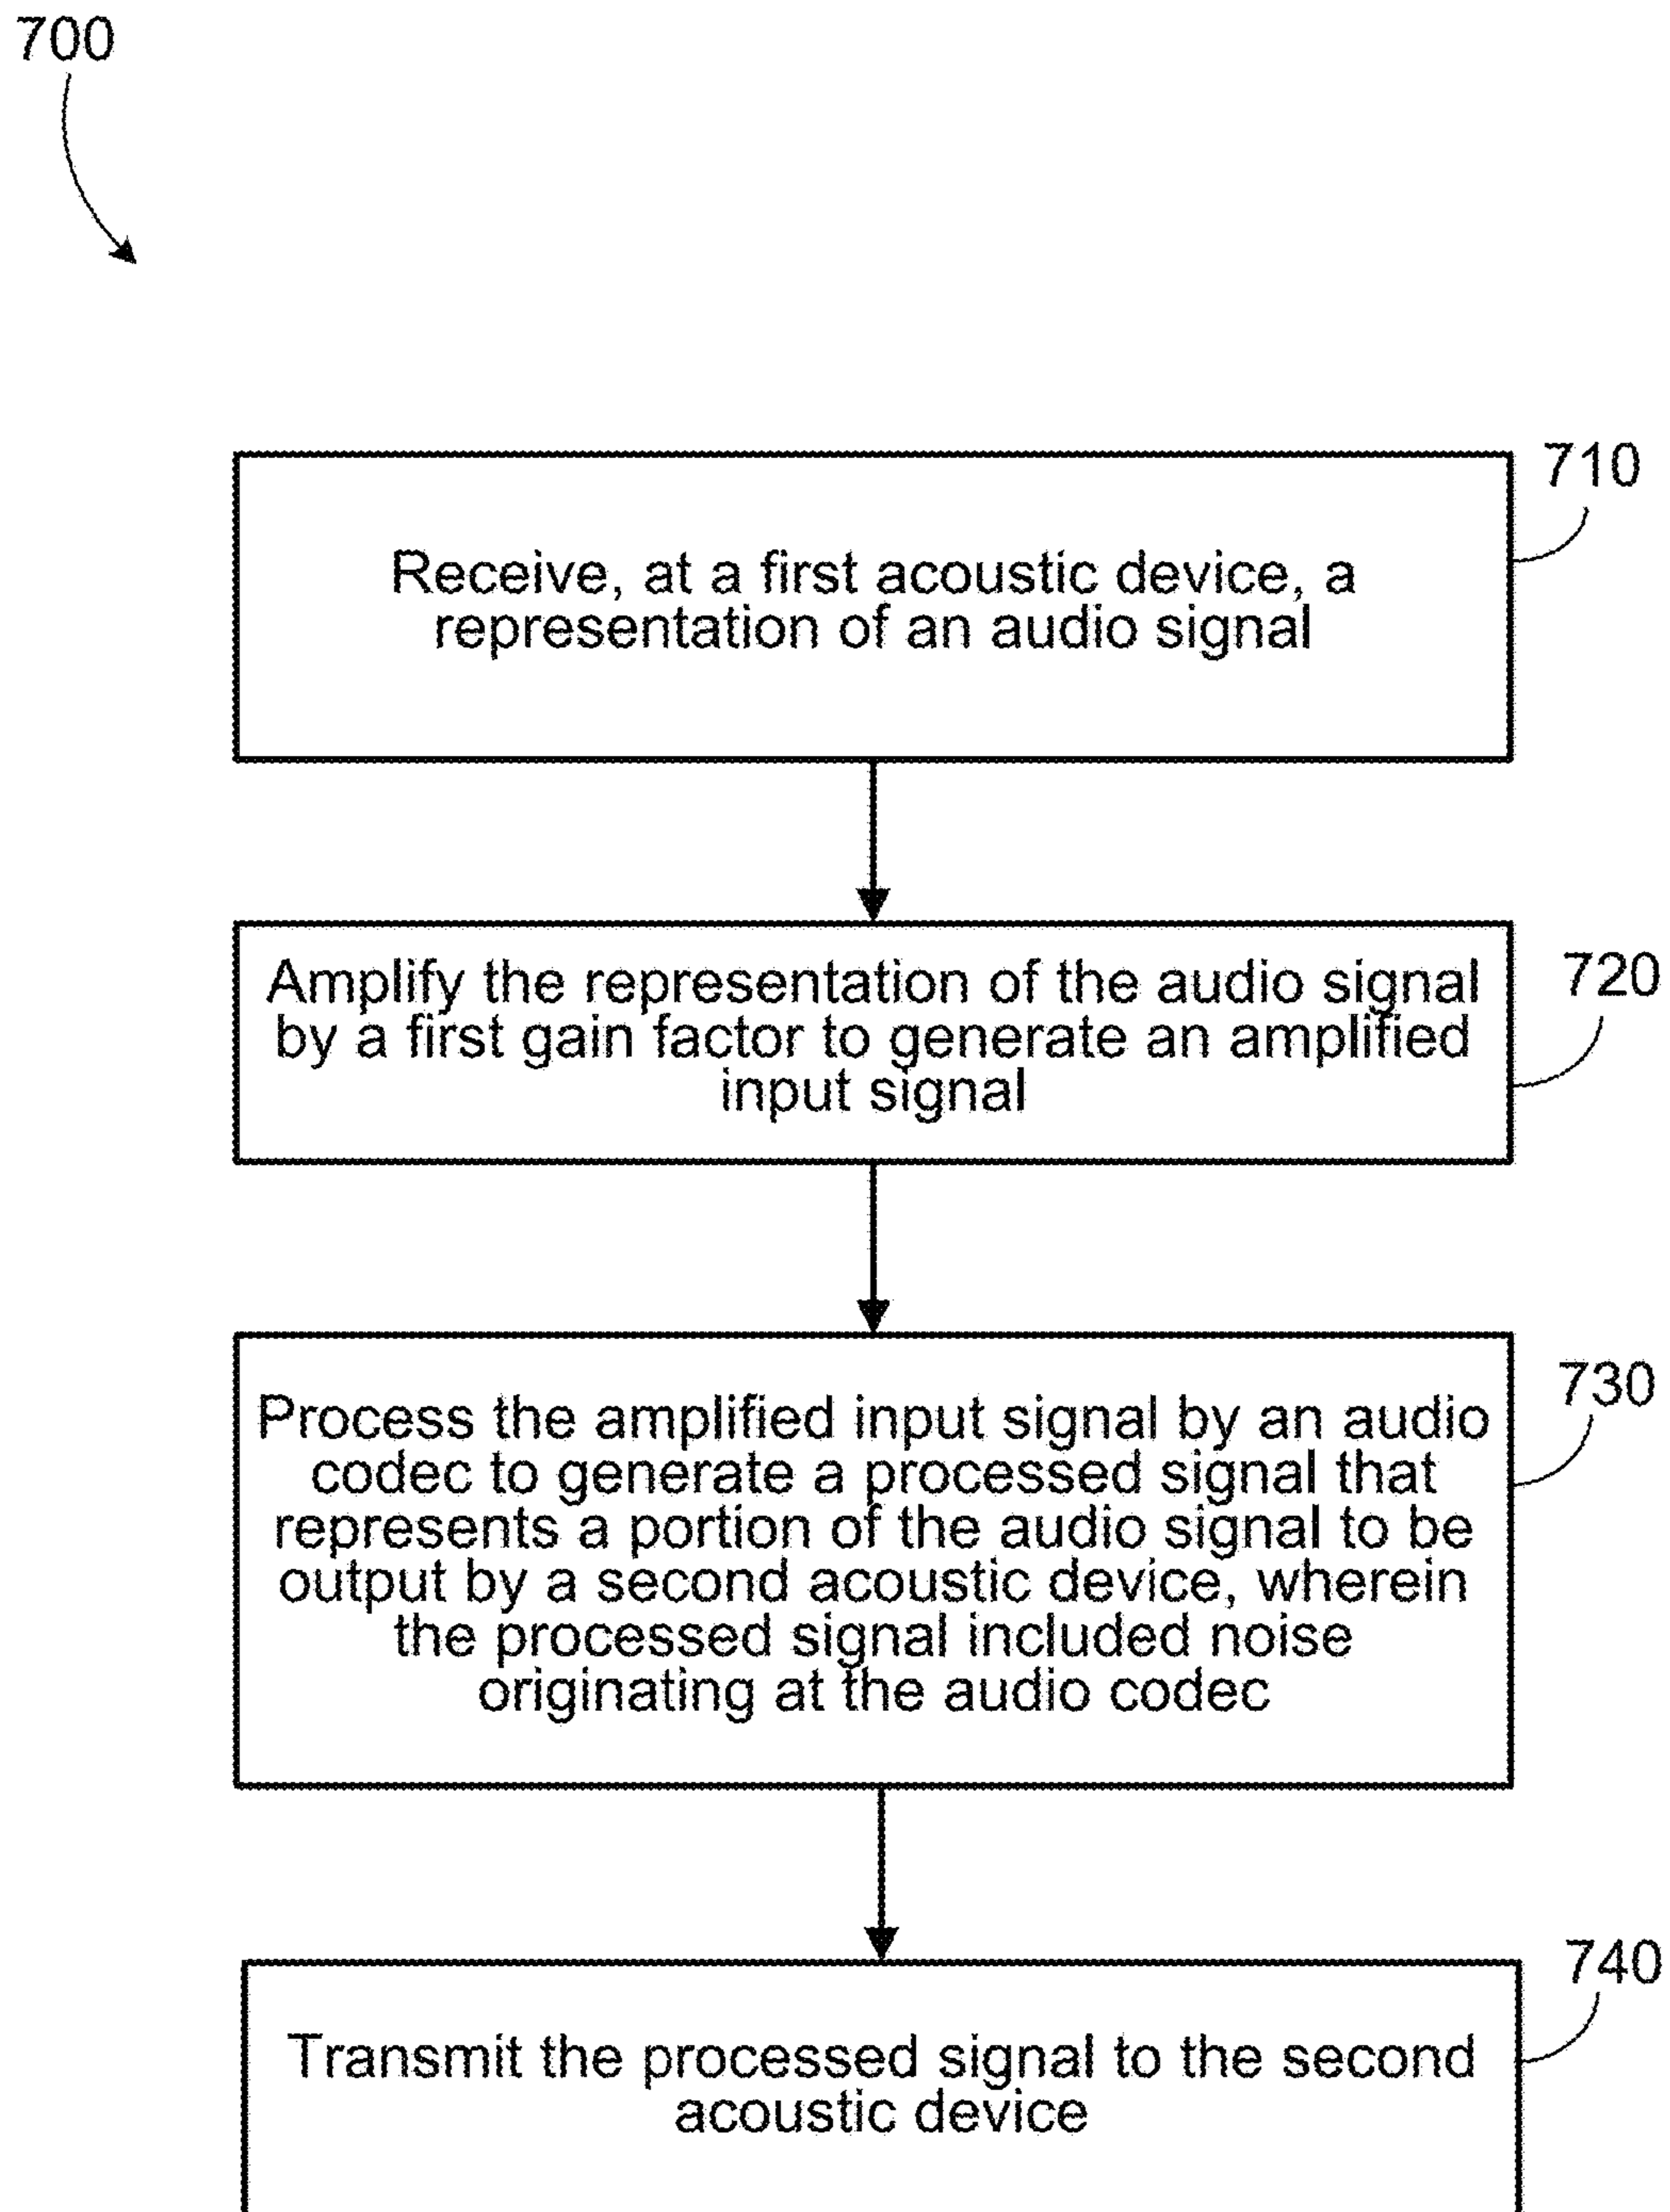 700
710
Receive, at a first acoustic device, a
representation of an audio signal
720
Amplify the representation of the audio signal
by a first gain factor to generate an amplified
input signal
730
Process the amplified input signal by an audio
codec to generate a processed signal that
represents a portion of the audio signal to be
output by a second acoustic device, wherein
the processed signal included noise
originating at the audio codec
740
Transmit the processed signal to the second
acoustic device